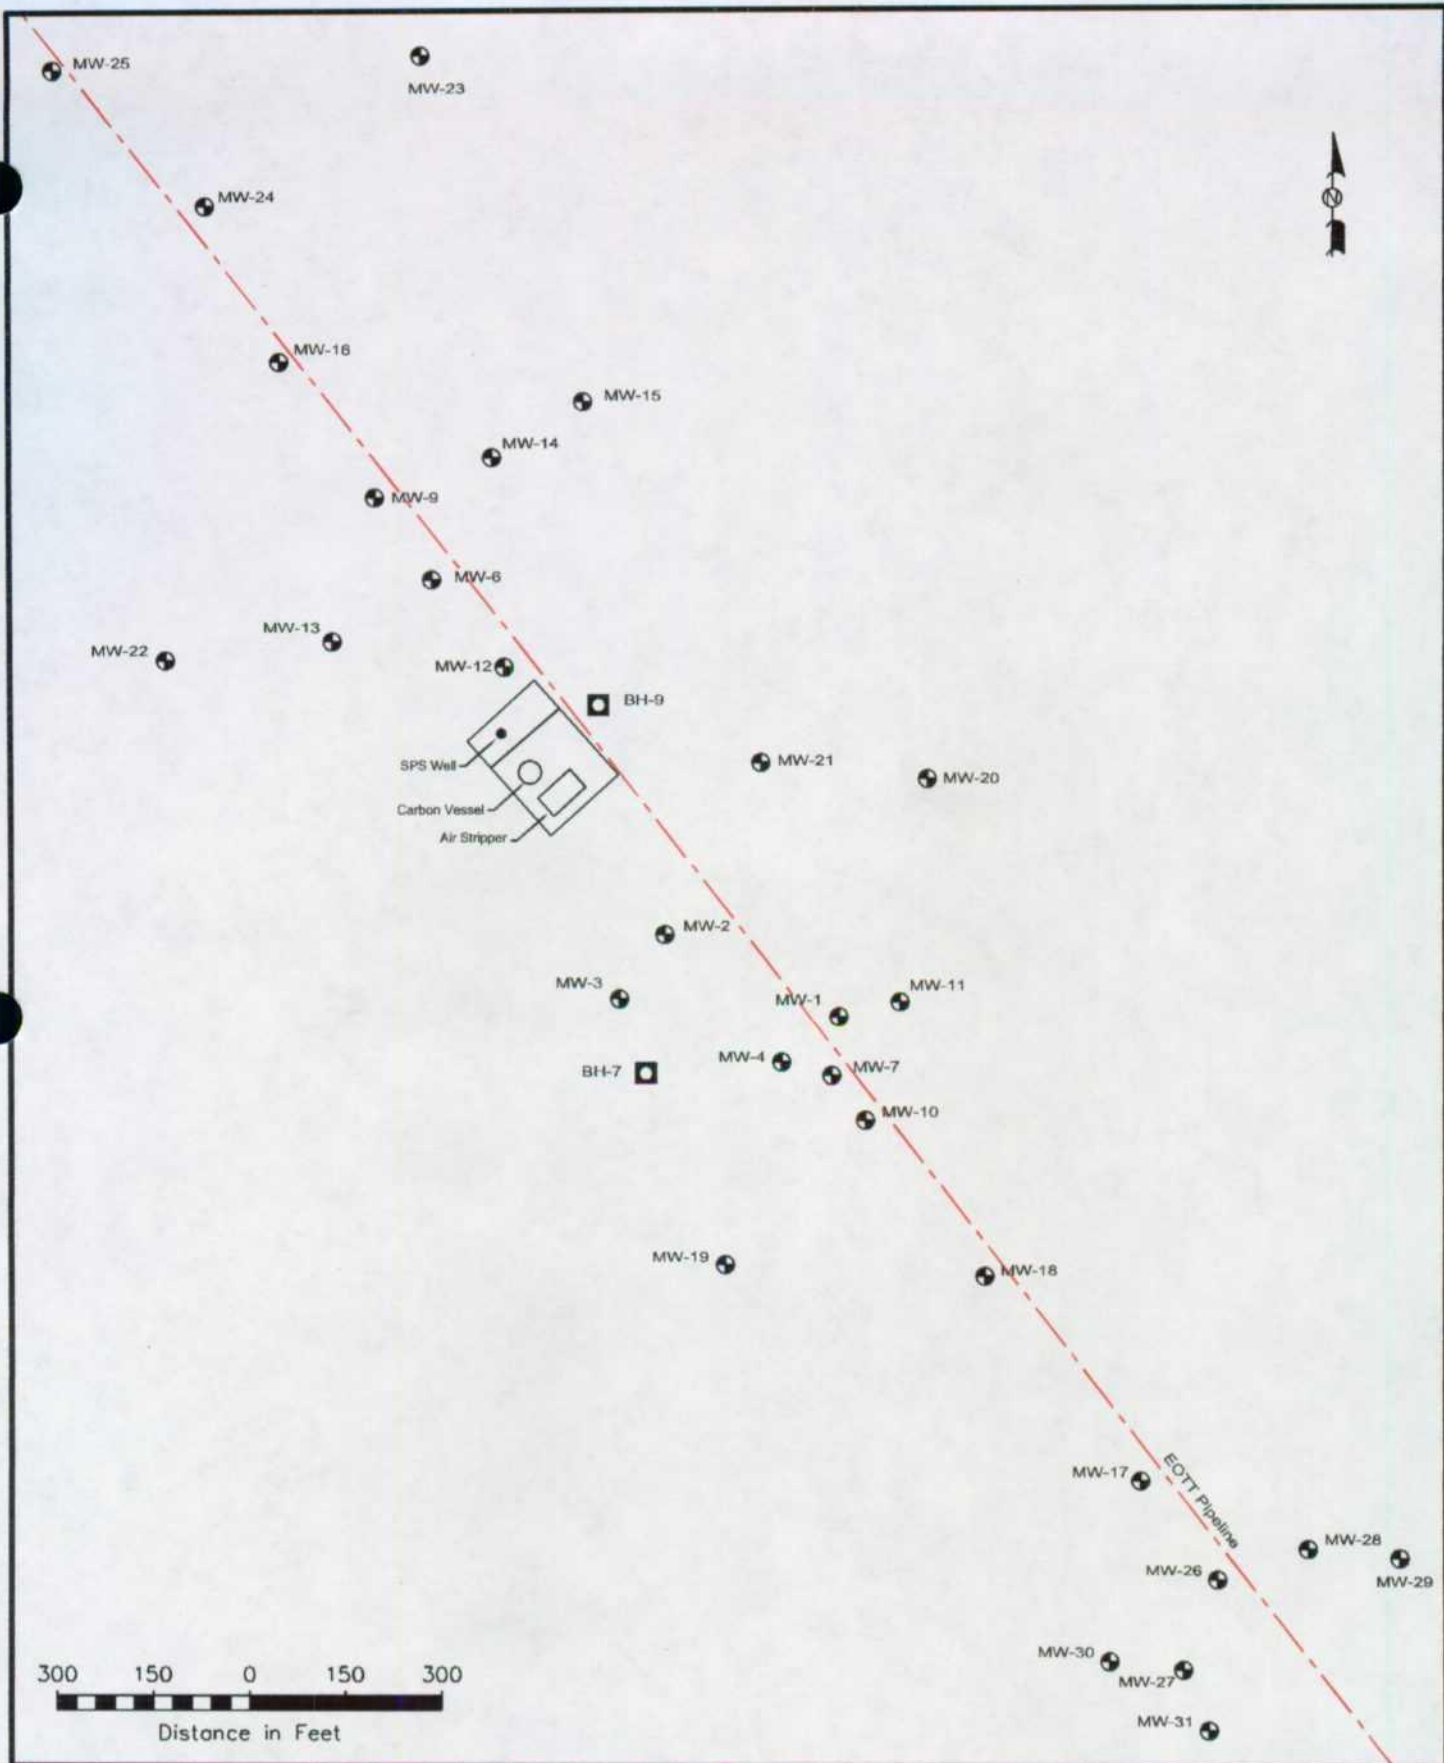 MW-25
MW-23
MW-24
N
MW-16
MW-15
MW-14
MW-9
MW-6
MW-13
MW-22
MW-12
BH-9
SPS Well
MW-21
MW-20
Carbon Vessel
Air Stripper
MW-2
MW-3
MW-11
MW-1
MW-4
MW-7
BH-7
MW-10
MW-19
MW-18
MW-17
EOTT Pipeline
MW-28
MW-26
MW-29
MW-30
MW-27
MW-31
300 150 0 150 300
Distance in Feet